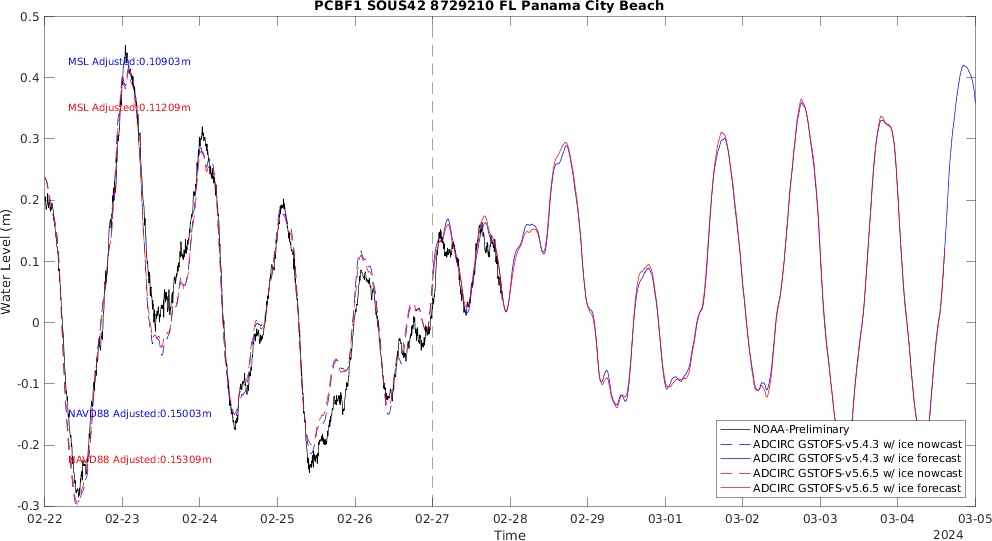 PCBF1 SOUS42 8729210 FL Panama City Beach
0.5
0.4
0.3
0.2
0.1
0
-0.1
-0.2
-0.3
Water Level (m)
MSL Adjusted:0.10903m
MSL Adjusted:0.11209m
NAVD88 Adjusted:0.15003m
NAVD88 Adjusted:0.15309m
NOAA-Preliminary
ADCIRC GSTOFS-v5.4.3 w/ ice nowcast
ADCIRC GSTOFS-v5.4.3 w/ ice forecast
ADCIRC GSTOFS-v5.6.5 w/ ice nowcast
ADCIRC GSTOFS-v5.6.5 w/ ice forecast
02-22 02-23 02-24 02-25 02-26 02-27 02-28 02-29 03-01 03-02 03-03 03-04 03-05
Time
2024